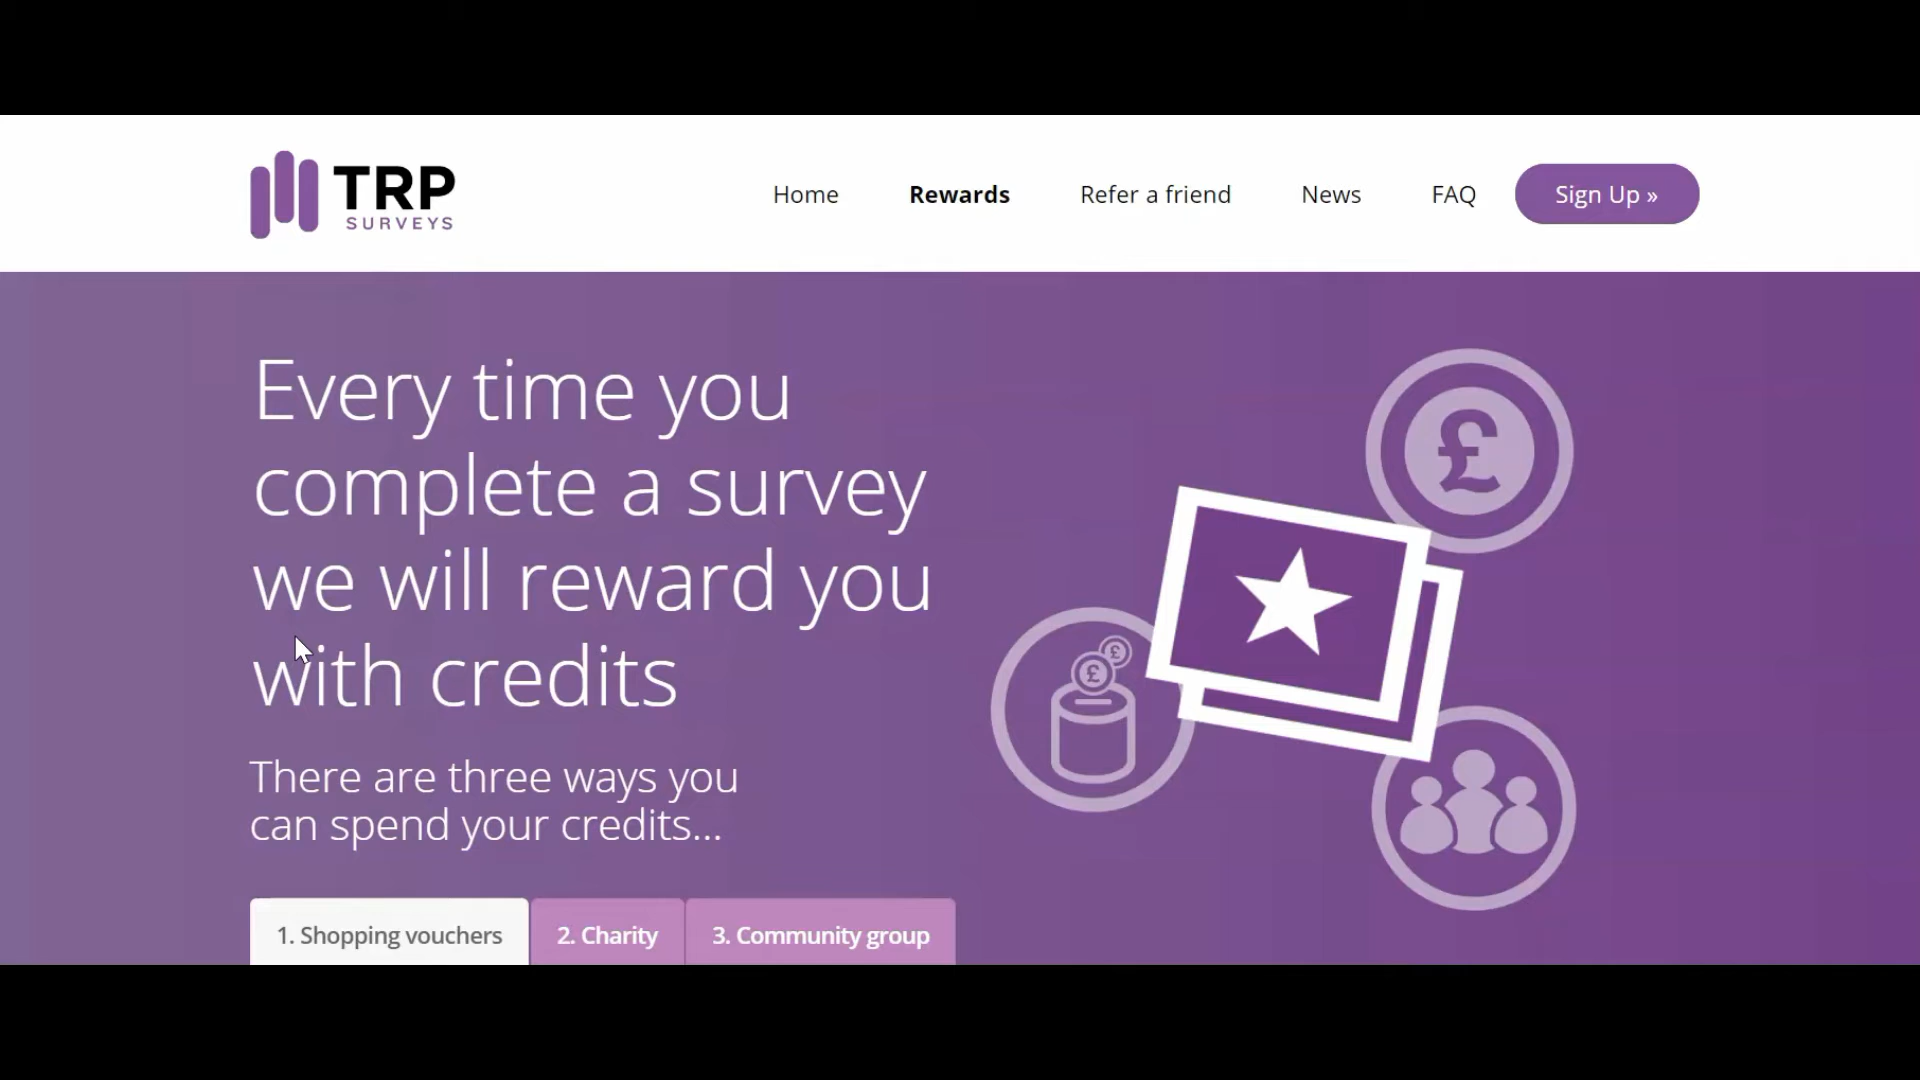 TRP
SURVEYS
Home
Rewards
Refer a friend
News
FAQ
Sign Up »
Every time you
complete a survey
we will reward you
with credits
There are three ways you
can spend your credits...
1. Shopping vouchers
2. Charity
3. Community group
£
£
£